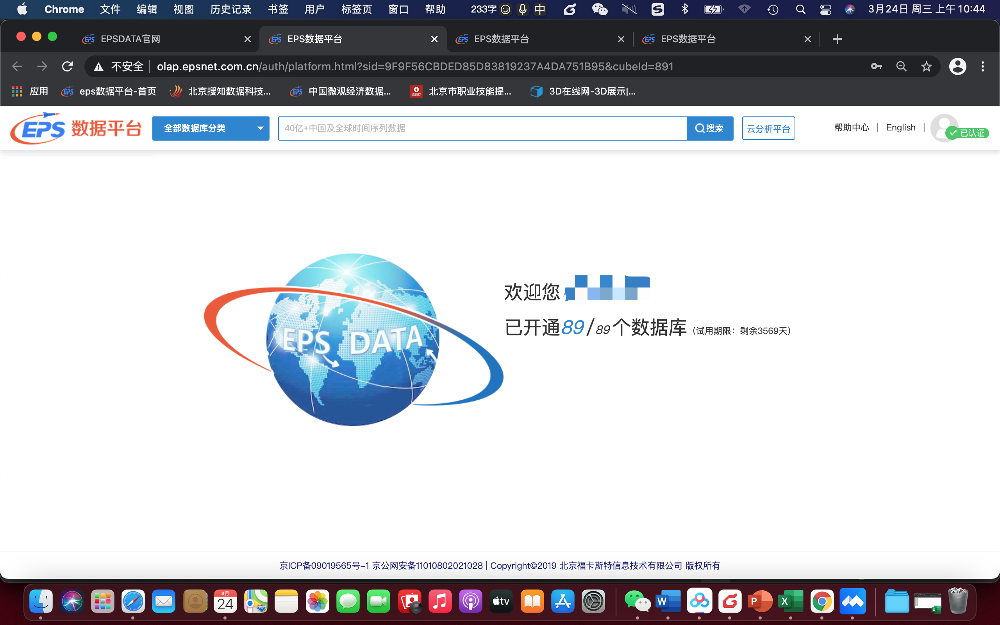 Chrome 文件 编辑 视图 历史记录 书签 用户 标签页 窗口 帮助 233字 中 3月24日 周三 上午10:44
EPSDATA官网 EPS数据平台 EPS数据平台 EPS数据平台
不安全 olap.epsnet.com.cn/auth/platform.html?sid=9F9F56CBDED85D83819237A4DA751B95&cubeId=891
应用 eps数据平台-首页 北京搜知数据科技... 中国微观经济数据... 北京市职业技能提... 3D在线网-3D展示|...
EPS 数据平台 全部数据库分类 40亿+中国及全球时间序列数据 搜索 云分析平台 帮助中心 | English | 已认证
欢迎您
已开通89/89个数据库 (试用期限：剩余3569天)
EPS DATA
京ICP备09019565号-1 京公网安备11010802021028 | Copyright©2019 北京福卡斯特信息技术有限公司 版权所有
3月
24
280
tv
W
P
X